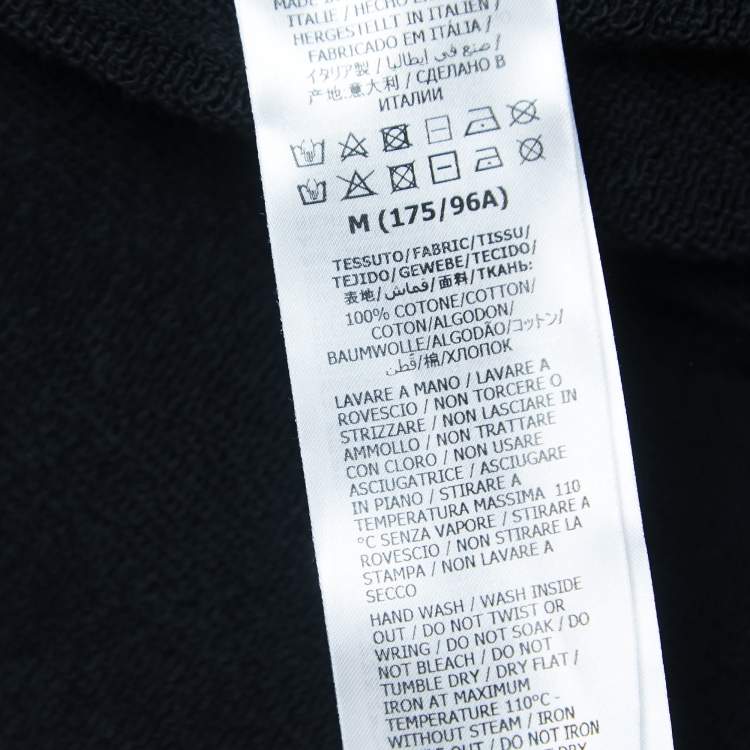 MADE IN
ITALIE / HECHO EN
HERGESTELLT IN ITALIEN /
FABRICADO EM ITÁLIA /
イタリア製 / صنع في إيطاليا /
产地:意大利 / СДЕЛАНО В
ИТАЛИИ
M (175/96A)
TESSUTO/FABRIC/TISSU/
TEJIDO/GEWEBE/TECIDO/
表地/قماش/面料/ТКАНЬ:
100% COTONE/COTTON/
COTON/ALGODON/
BAUMWOLLE/ALGODÃO/コットン/
قطن/棉/ХЛОПОК
LAVARE A MANO / LAVARE A
ROVESCIO / NON TORCERE O
STRIZZARE / NON LASCIARE IN
AMMOLLO / NON TRATTARE
CON CLORO / NON USARE
ASCIUGATRICE / ASCIUGARE
IN PIANO / STIRARE A
TEMPERATURA MASSIMA 110
°C SENZA VAPORE / STIRARE A
ROVESCIO / NON STIRARE LA
STAMPA / NON LAVARE A
SECCO
HAND WASH / WASH INSIDE
OUT / DO NOT TWIST OR
WRING / DO NOT SOAK / DO
NOT BLEACH / DO NOT
TUMBLE DRY / DRY FLAT /
IRON AT MAXIMUM
TEMPERATURE 110°C -
WITHOUT STEAM / IRON
OUT / DO NOT IRON